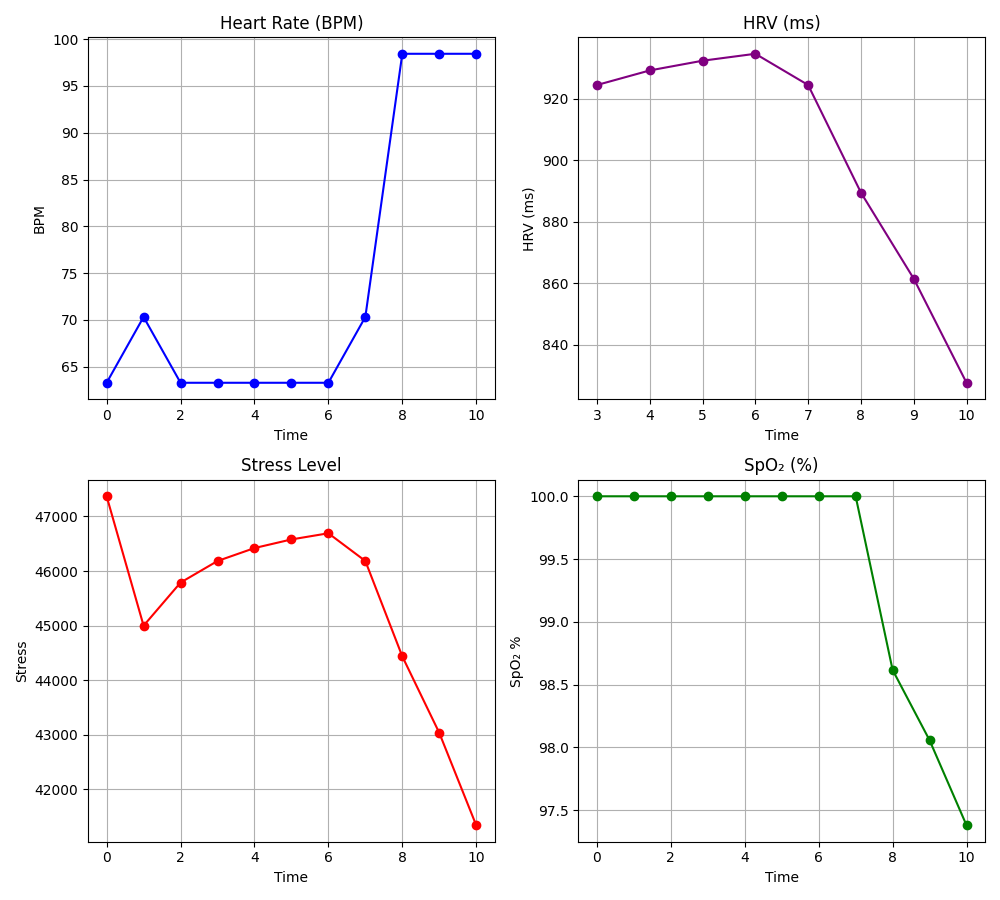 Heart Rate (BPM)
BPM
100
95
90
85
80
75
70
65
0 2 4 6 8 10
Time
HRV (ms)
HRV (ms)
920
900
880
860
840
3 4 5 6 7 8 9 10
Time
Stress Level
Stress
47000
46000
45000
44000
43000
42000
0 2 4 6 8 10
Time
SpO₂ (%)
SpO₂ %
100.0
99.5
99.0
98.5
98.0
97.5
0 2 4 6 8 10
Time